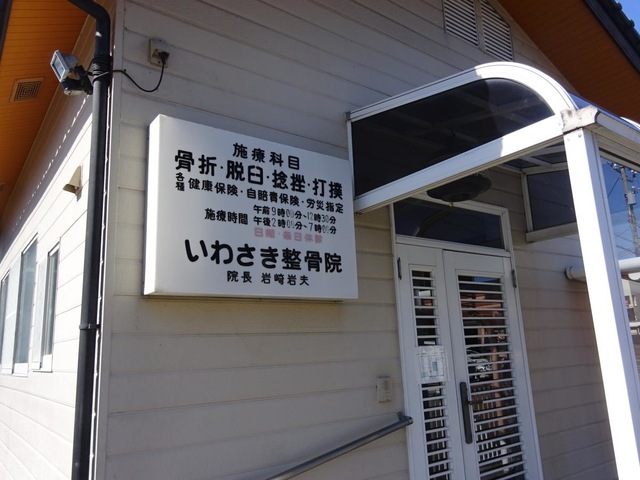 施療科目
骨折・脱臼・捻挫・打撲
各種健康保険・自賠責保険・労災指定
施療時間 午前9時00分〜12時30分
午後2時00分〜7時00分
日曜 祭日休診
いわさき整骨院
院長 岩崎岩夫